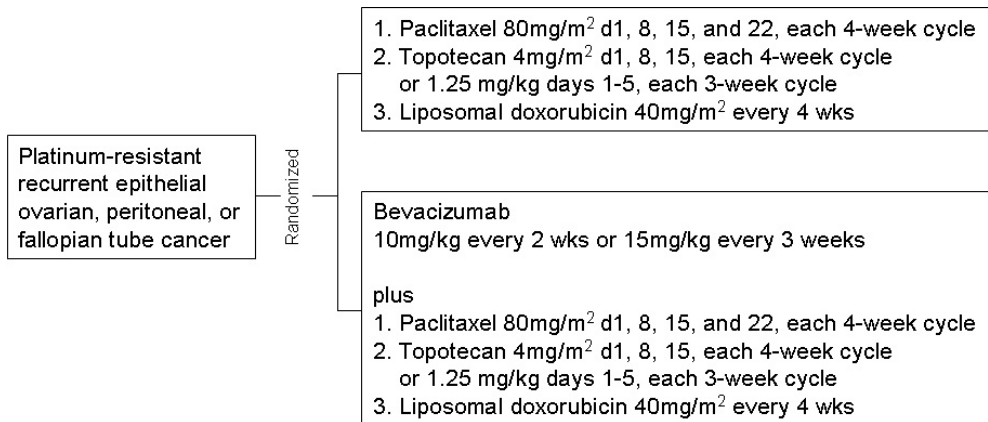 Platinum-resistant
recurrent epithelial
ovarian, peritoneal, or
fallopian tube cancer
Randomized
1. Paclitaxel 80mg/m² d1, 8, 15, and 22, each 4-week cycle
2. Topotecan 4mg/m² d1, 8, 15, each 4-week cycle
or 1.25 mg/kg days 1-5, each 3-week cycle
3. Liposomal doxorubicin 40mg/m² every 4 wks
Bevacizumab
10mg/kg every 2 wks or 15mg/kg every 3 weeks
plus
1. Paclitaxel 80mg/m² d1, 8, 15, and 22, each 4-week cycle
2. Topotecan 4mg/m² d1, 8, 15, each 4-week cycle
or 1.25 mg/kg days 1-5, each 3-week cycle
3. Liposomal doxorubicin 40mg/m² every 4 wks